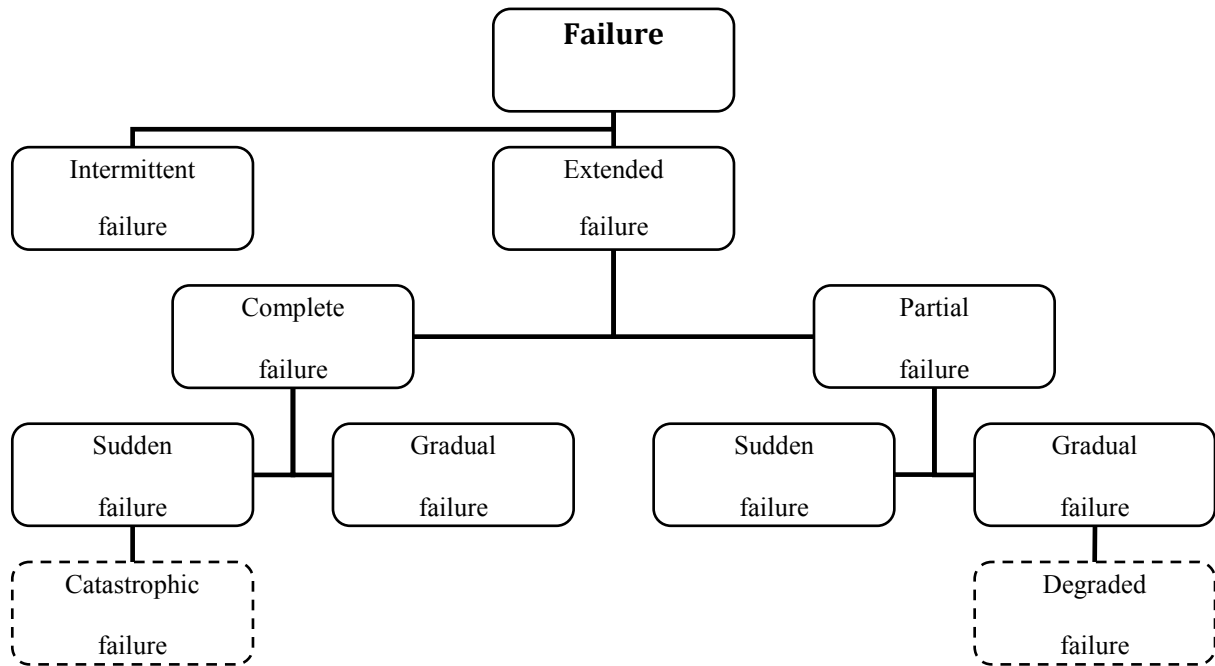 Failure
Intermittent
failure
Extended
failure
Complete
failure
Partial
failure
Sudden
failure
Gradual
failure
Sudden
failure
Gradual
failure
Catastrophic
failure
Degraded
failure